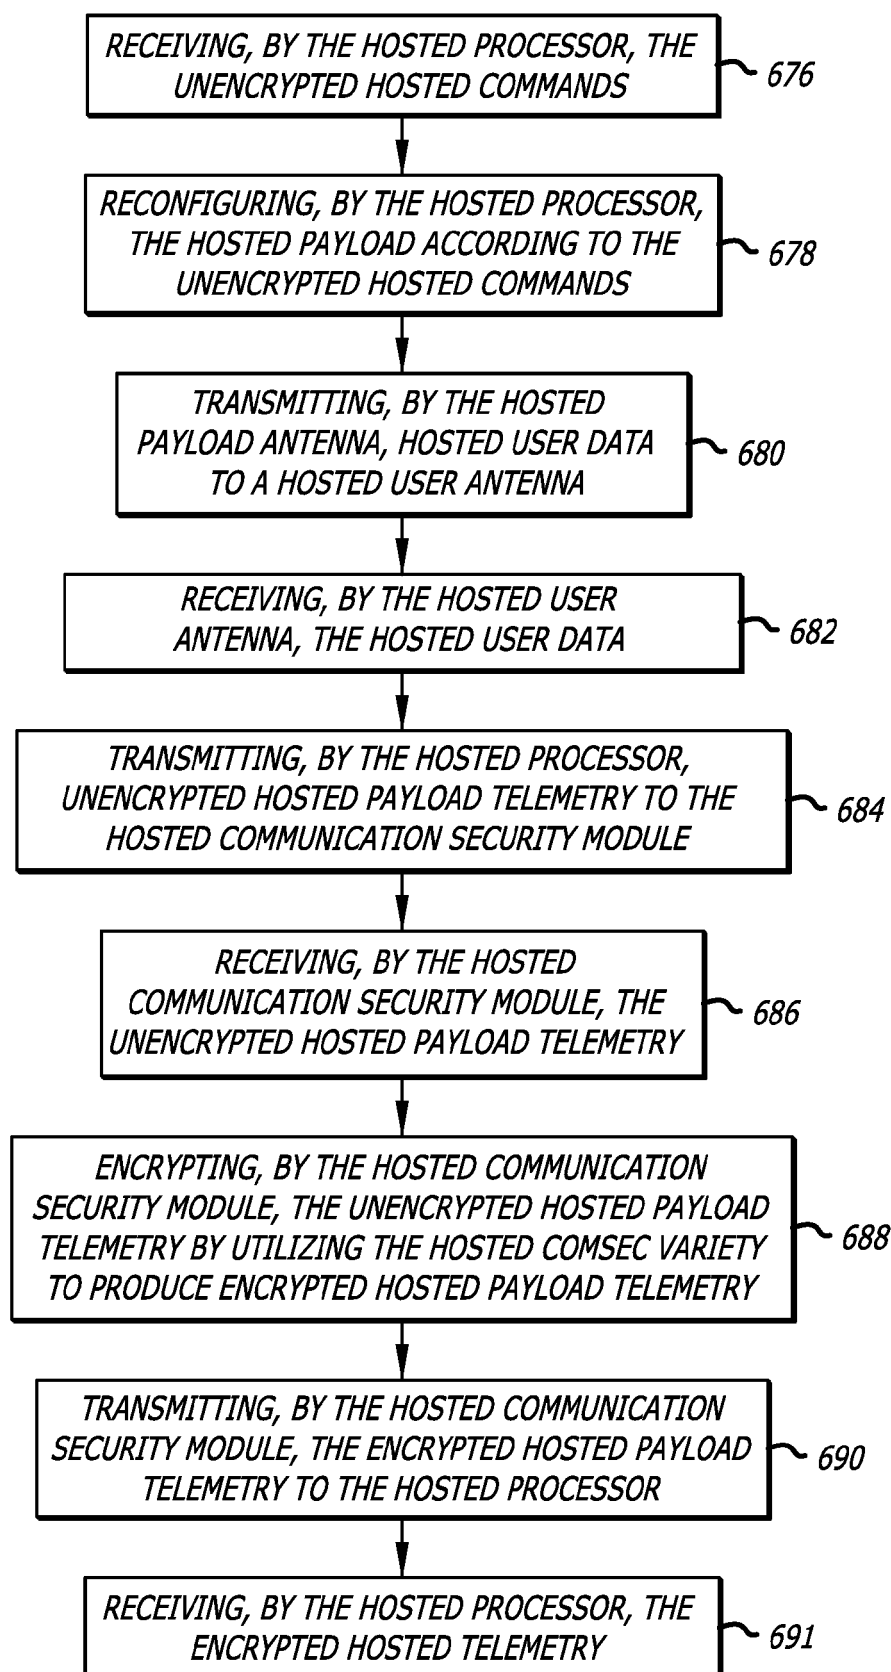 RECEIVING, BY THE HOSTED PROCESSOR, THE
UNENCRYPTED HOSTED COMMANDS
676
RECONFIGURING, BY THE HOSTED PROCESSOR,
THE HOSTED PAYLOAD ACCORDING TO THE
UNENCRYPTED HOSTED COMMANDS
678
TRANSMITTING, BY THE HOSTED
PAYLOAD ANTENNA, HOSTED USER DATA
TO A HOSTED USER ANTENNA
680
RECEIVING, BY THE HOSTED USER
ANTENNA, THE HOSTED USER DATA
682
TRANSMITTING, BY THE HOSTED PROCESSOR,
UNENCRYPTED HOSTED PAYLOAD TELEMETRY TO THE
HOSTED COMMUNICATION SECURITY MODULE
684
RECEIVING, BY THE HOSTED
COMMUNICATION SECURITY MODULE, THE
UNENCRYPTED HOSTED PAYLOAD TELEMETRY
686
ENCRYPTING, BY THE HOSTED COMMUNICATION
SECURITY MODULE, THE UNENCRYPTED HOSTED PAYLOAD
TELEMETRY BY UTILIZING THE HOSTED COMSEC VARIETY
TO PRODUCE ENCRYPTED HOSTED PAYLOAD TELEMETRY
688
TRANSMITTING, BY THE HOSTED COMMUNICATION
SECURITY MODULE, THE ENCRYPTED HOSTED PAYLOAD
TELEMETRY TO THE HOSTED PROCESSOR
690
RECEIVING, BY THE HOSTED PROCESSOR, THE
ENCRYPTED HOSTED TELEMETRY
691